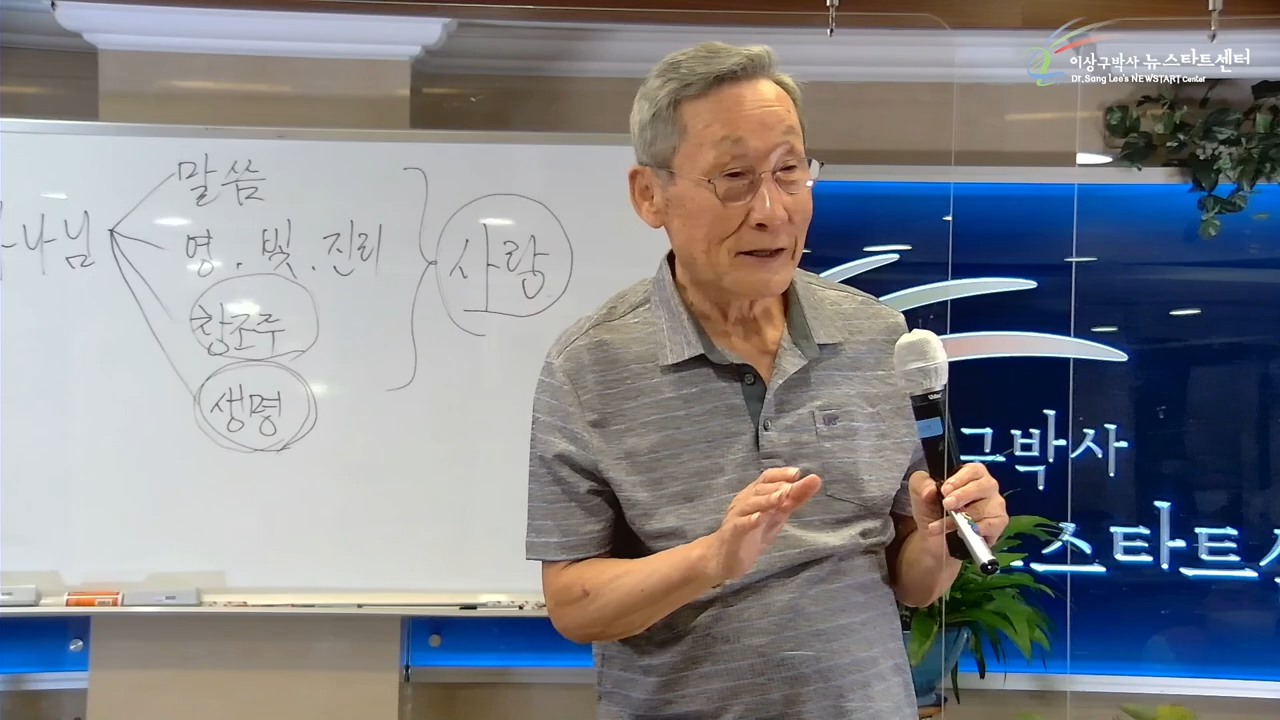 이상구박사 뉴스타트센터
Dr.Sang Lee's NEWSTART Center
말씀
나님
영. 빛. 진리
사랑
창조주
생명
구박사
스타트